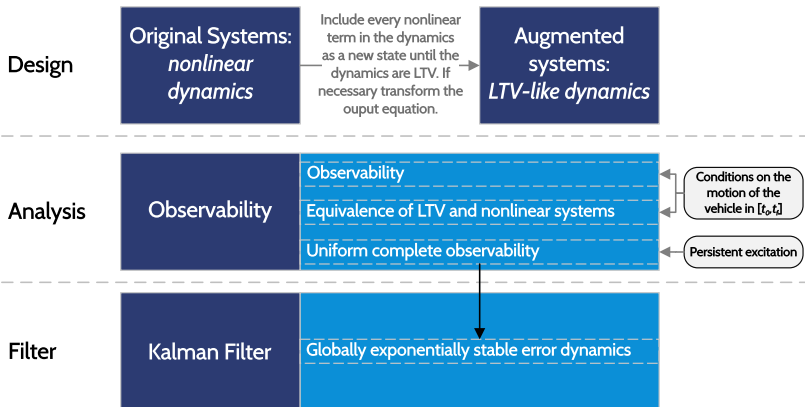 Design
Original Systems:
nonlinear
dynamics
Include every nonlinear
term in the dynamics
as a new state until the
dynamics are LTV. If
necessary transform the
ouput equation.
Augmented
systems:
LTV-like dynamics
Analysis
Observability
Observability
Equivalence of LTV and nonlinear systems
Uniform complete observability
Conditions on the
motion of the
vehicle in [t₀,t_f]
Persistent excitation
Filter
Kalman Filter
Globally exponentially stable error dynamics